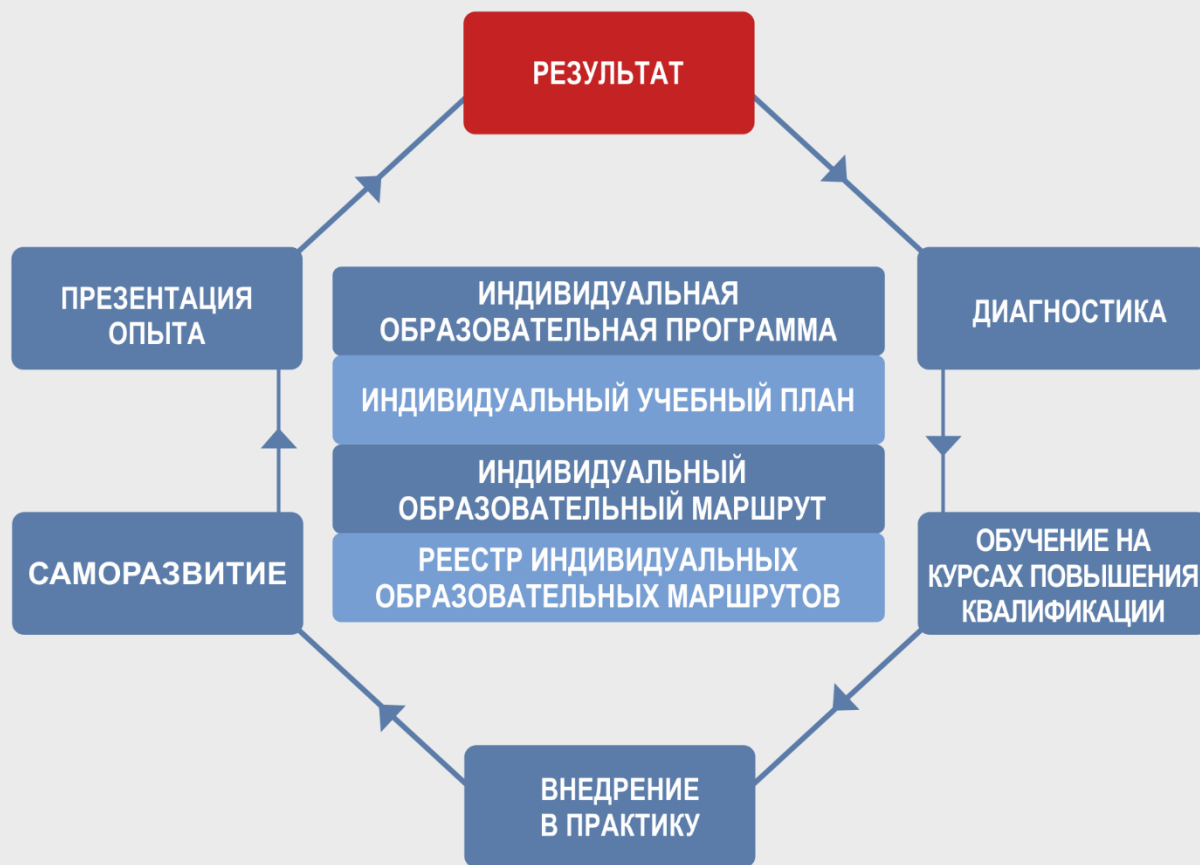 РЕЗУЛЬТАТ
ПРЕЗЕНТАЦИЯ
ОПЫТА
ИНДИВИДУАЛЬНАЯ
ОБРАЗОВАТЕЛЬНАЯ ПРОГРАММА
ДИАГНОСТИКА
ИНДИВИДУАЛЬНЫЙ УЧЕБНЫЙ ПЛАН
ИНДИВИДУАЛЬНЫЙ
ОБРАЗОВАТЕЛЬНЫЙ МАРШРУТ
САМОРАЗВИТИЕ
РЕЕСТР ИНДИВИДУАЛЬНЫХ
ОБРАЗОВАТЕЛЬНЫХ МАРШРУТОВ
ОБУЧЕНИЕ НА
КУРСАХ ПОВЫШЕНИЯ
КВАЛИФИКАЦИИ
ВНЕДРЕНИЕ
В ПРАКТИКУ